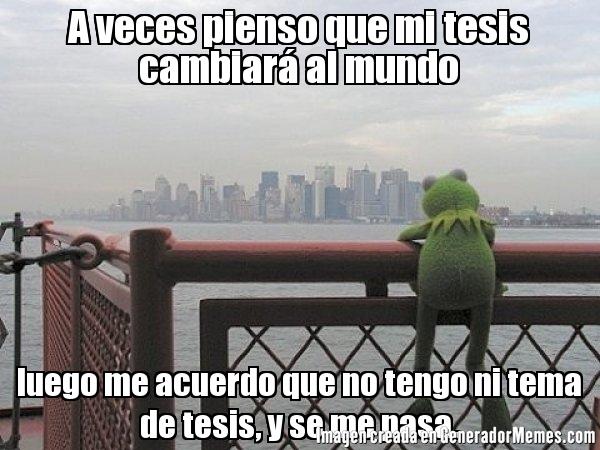 A veces pienso que mi tesis
cambiará al mundo
luego me acuerdo que no tengo ni tema
de tesis, y se me pasa.
Imagen creada en GeneradorMemes.com